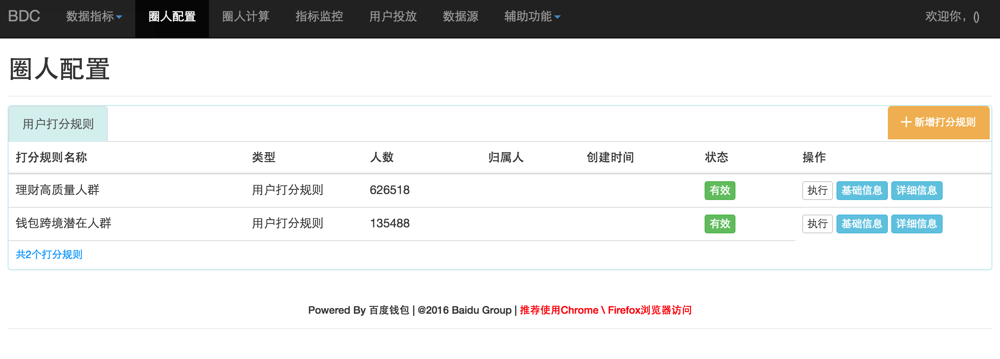 BDC 数据指标 圈人配置 圈人计算 指标监控 用户投放 数据源 辅助功能 欢迎你，()
圈人配置
用户打分规则 新增打分规则
打分规则名称 类型 人数 归属人 创建时间 状态 操作
理财高质量人群 用户打分规则 626518 有效 执行 基础信息 详细信息
钱包跨境潜在人群 用户打分规则 135488 有效 执行 基础信息 详细信息
共2个打分规则
Powered By 百度钱包 | @2016 Baidu Group | 推荐使用Chrome \ Firefox浏览器访问